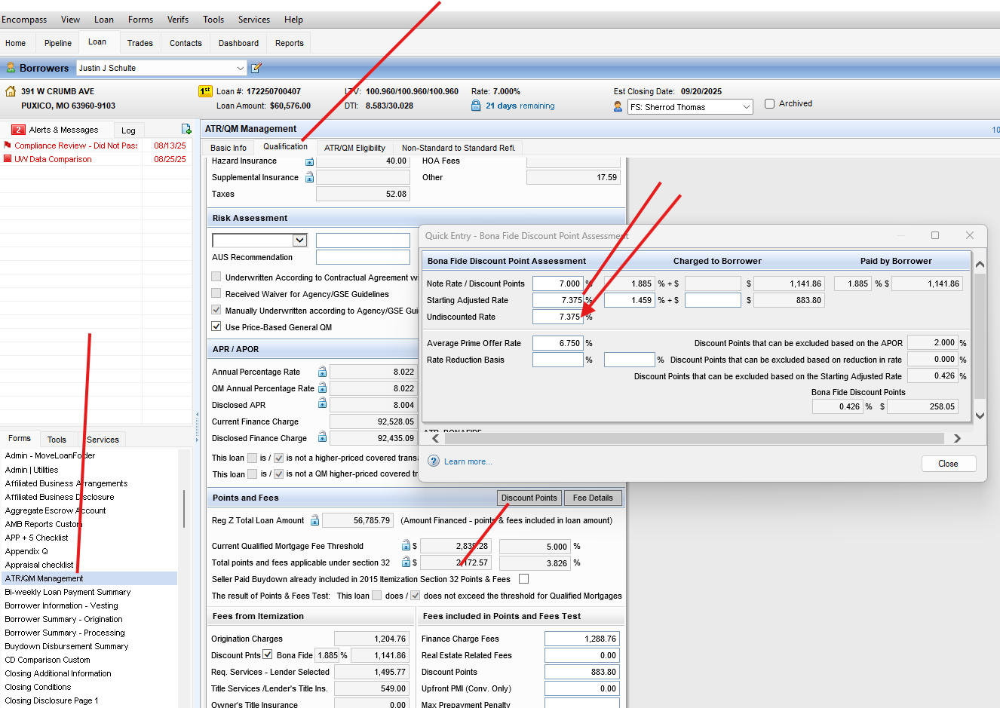 Encompass View Loan Forms Verifs Tools Services Help
Home Pipeline Loan Trades Contacts Dashboard Reports
Borrowers Justin J Schulte
391 W CRUMB AVE
PUXICO, MO 63960-9103
1st Loan #: 172250700407
Loan Amount: $60,576.00
LTV: 100.960/100.960/100.960
DTI: 8.583/30.028
Rate: 7.000%
21 days remaining
Est Closing Date: 09/20/2025
FS: Sherrod Thomas
Archived
2 Alerts & Messages Log
Compliance Review - Did Not Pass 08/13/25
UW Data Comparison 08/25/25
Forms Tools Services
Admin - MoveLoanFolder
Admin | Utilities
Affiliated Business Arrangements
Affiliated Business Disclosure
Aggregate Escrow Account
AMB Reports Custom
APP + 5 Checklist
Appendix Q
Appraisal checklist
ATR/QM Management
Bi-weekly Loan Payment Summary
Borrower Information - Vesting
Borrower Summary - Origination
Borrower Summary - Processing
Buydown Disbursement Summary
CD Comparison Custom
Closing Additional Information
Closing Conditions
Closing Disclosure Page 1
ATR/QM Management 10
Basic Info Qualification ATR/QM Eligibility Non-Standard to Standard Refi.
Hazard Insurance 40.00 HOA Fees
Supplemental Insurance Other 17.59
Taxes 52.08
Risk Assessment
AUS Recommendation
Underwritten According to Contractual Agreement wi
Received Waiver for Agency/GSE Guidelines
Manually Underwritten according to Agency/GSE Gui
Use Price-Based General QM
APR / APOR
Annual Percentage Rate 8.022
QM Annual Percentage Rate 8.022
Disclosed APR 8.004
Current Finance Charge 92,528.05
Disclosed Finance Charge 92,435.09
This loan is / is not a higher-priced covered transa
This loan is / is not a QM higher-priced covered tr
Quick Entry - Bona Fide Discount Point Assessment
Bona Fide Discount Point Assessment Charged to Borrower Paid by Borrower
Note Rate / Discount Points 7.000 % 1.885 % + $ $ 1,141.86 1.885 % $ 1,141.86
Starting Adjusted Rate 7.375 % 1.459 % + $ $ 883.80
Undiscounted Rate 7.375 %
Average Prime Offer Rate 6.750 % Discount Points that can be excluded based on the APOR 2.000 %
Rate Reduction Basis % % Discount Points that can be excluded based on reduction in rate 0.000 %
Discount Points that can be excluded based on the Starting Adjusted Rate 0.426 %
Bona Fide Discount Points
0.426 % $ 258.05
Learn more...
Close
Points and Fees Discount Points Fee Details
Reg Z Total Loan Amount 56,785.79 (Amount Financed - points & fees included in loan amount)
Current Qualified Mortgage Fee Threshold $ 2,839.28 5.000 %
Total points and fees applicable under section 32 $ 2,172.57 3.826 %
Seller Paid Buydown already included in 2015 Itemization Section 32 Points & Fees
The result of Points & Fees Test: This loan does / does not exceed the threshold for Qualified Mortgages
Fees from Itemization
Origination Charges 1,204.76
Discount Pnts Bona Fide 1.885 % 1,141.86
Req. Services - Lender Selected 1,495.77
Title Services /Lender's Title Ins. 549.00
Owner's Title Insurance 0.00
Fees included in Points and Fees Test
Finance Charge Fees 1,288.76
Real Estate Related Fees 0.00
Discount Points 883.80
Upfront PMI (Conv. Only) 0.00
Max Prepayment Penalty